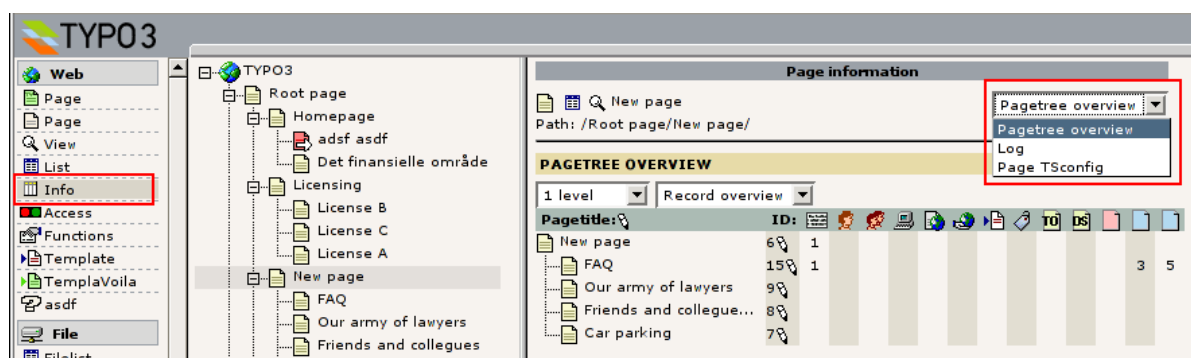 TYPO3
Web
Page
Page
View
List
Info
Access
Functions
Template
TemplaVoila
asdf
File
Filelist
TYPO3
Root page
Homepage
adsf asdf
Det finansielle område
Licensing
License B
License C
License A
New page
FAQ
Our army of lawyers
Friends and collegues
Page information
New page
Path: /Root page/New page/
Pagetree overview
Pagetree overview
Log
Page TSconfig
PAGETREE OVERVIEW
1 level Record overview
Pagetitle: ID: TO DS
New page 6 1
FAQ 15 1 3 5
Our army of lawyers 9
Friends and collegue... 8
Car parking 7